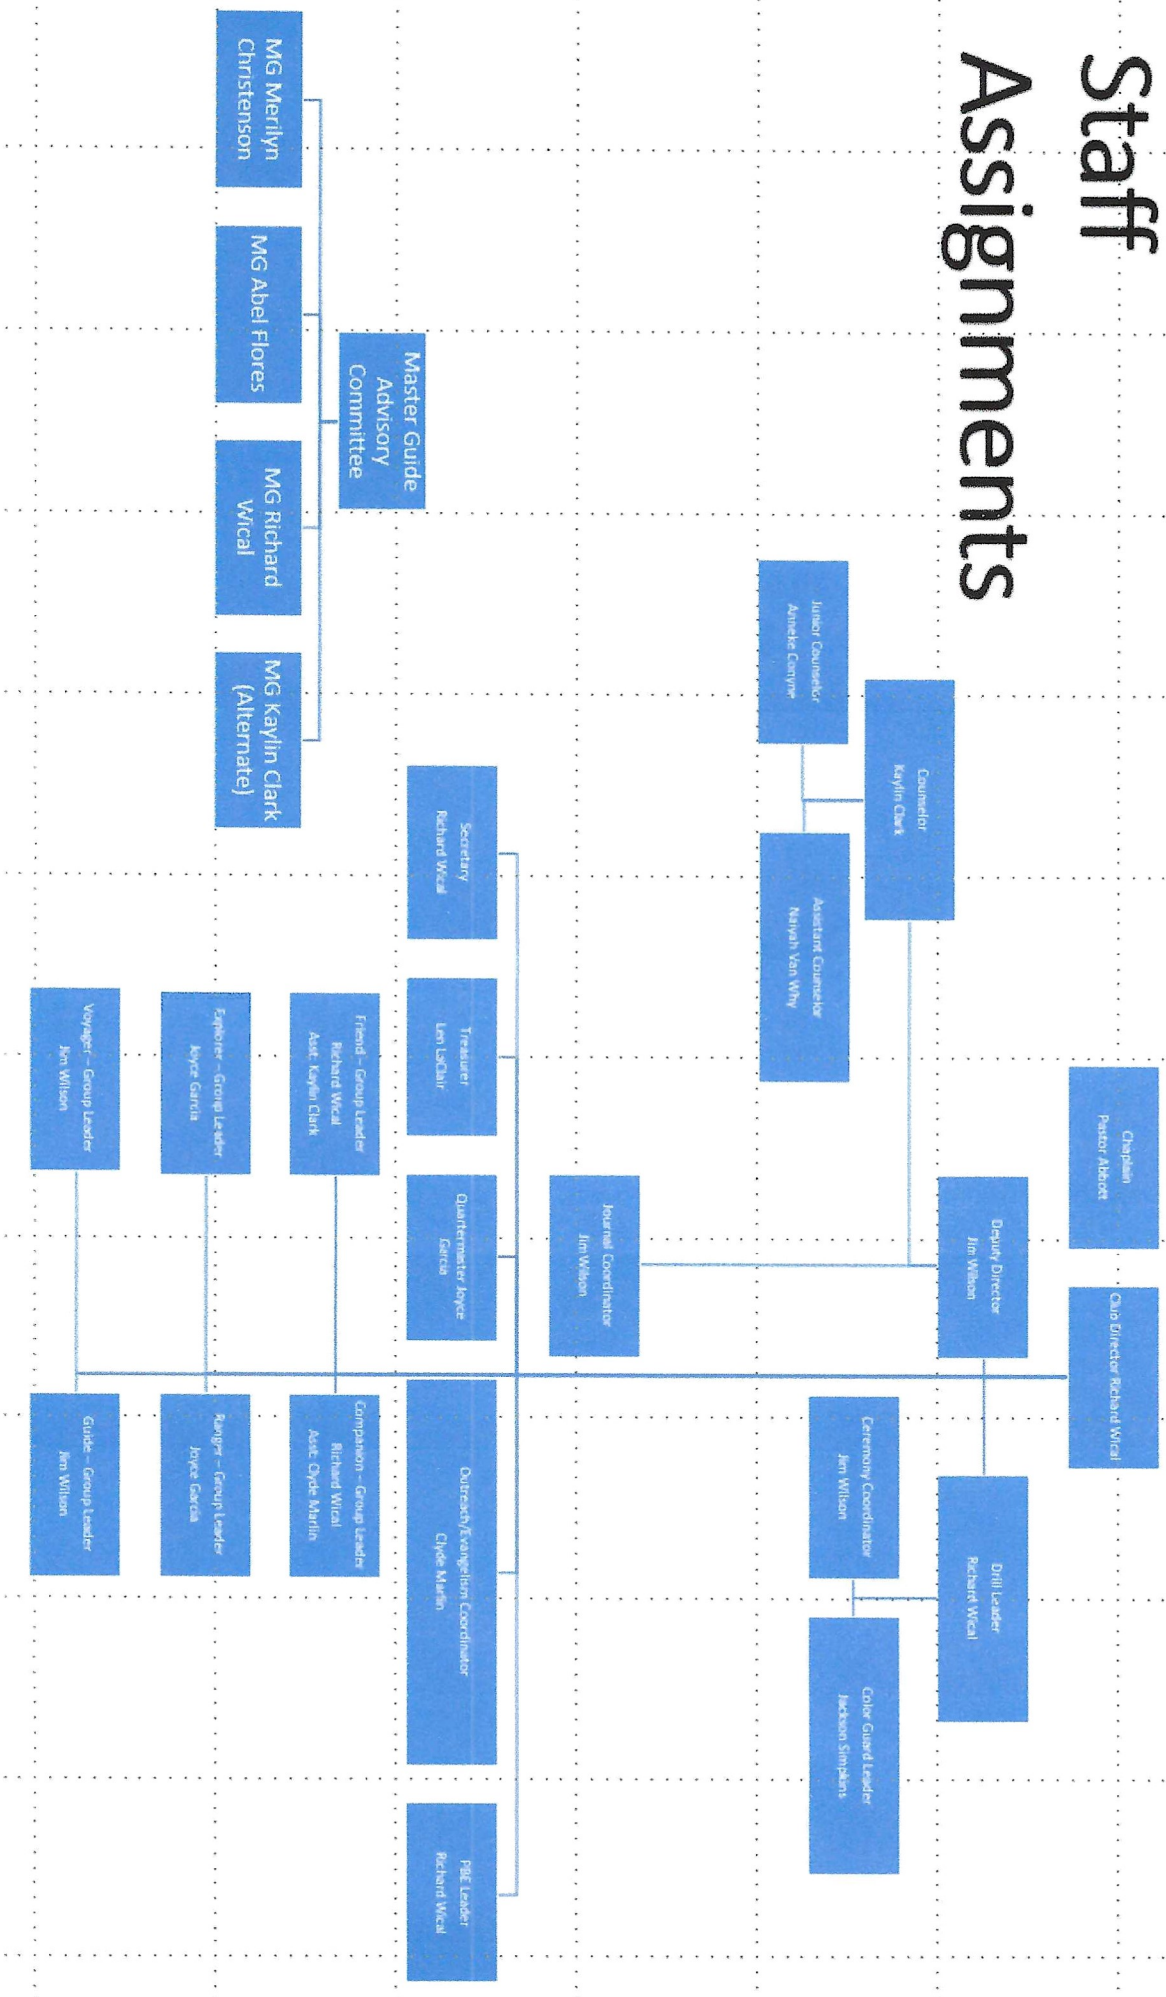 Staff
Assignments
Chaplain
Pastor Abbott
Club Director Richard Wical
Deputy Director
Jim Wilson
Drill Leader
Richard Wical
Counselor
Kaylin Clark
Ceremony Coordinator
Jim Wilson
Color Guard Leader
Jackson Simpkins
Junior Counselor
Anneke Conyne
Assistant Counselor
Naiyah Van Why
Journal Coordinator
Jim Wilson
Secretary
Richard Wical
Treasurer
Len LaClair
Quartermaster Joyce
Garcia
Outreach/Evangelism Coordinator
Clyde Marlin
PBE Leader
Richard Wical
Master Guide
Advisory
Committee
MG Merilyn
Christenson
MG Abel Flores
MG Richard
Wical
MG Kaylin Clark
(Alternate)
Friend – Group Leader
Richard Wical
Asst: Kaylin Clark
Companion – Group Leader
Richard Wical
Asst: Clyde Marlin
Explorer – Group Leader
Joyce Garcia
Ranger – Group Leader
Joyce Garcia
Voyager – Group Leader
Jim Wilson
Guide – Group Leader
Jim Wilson